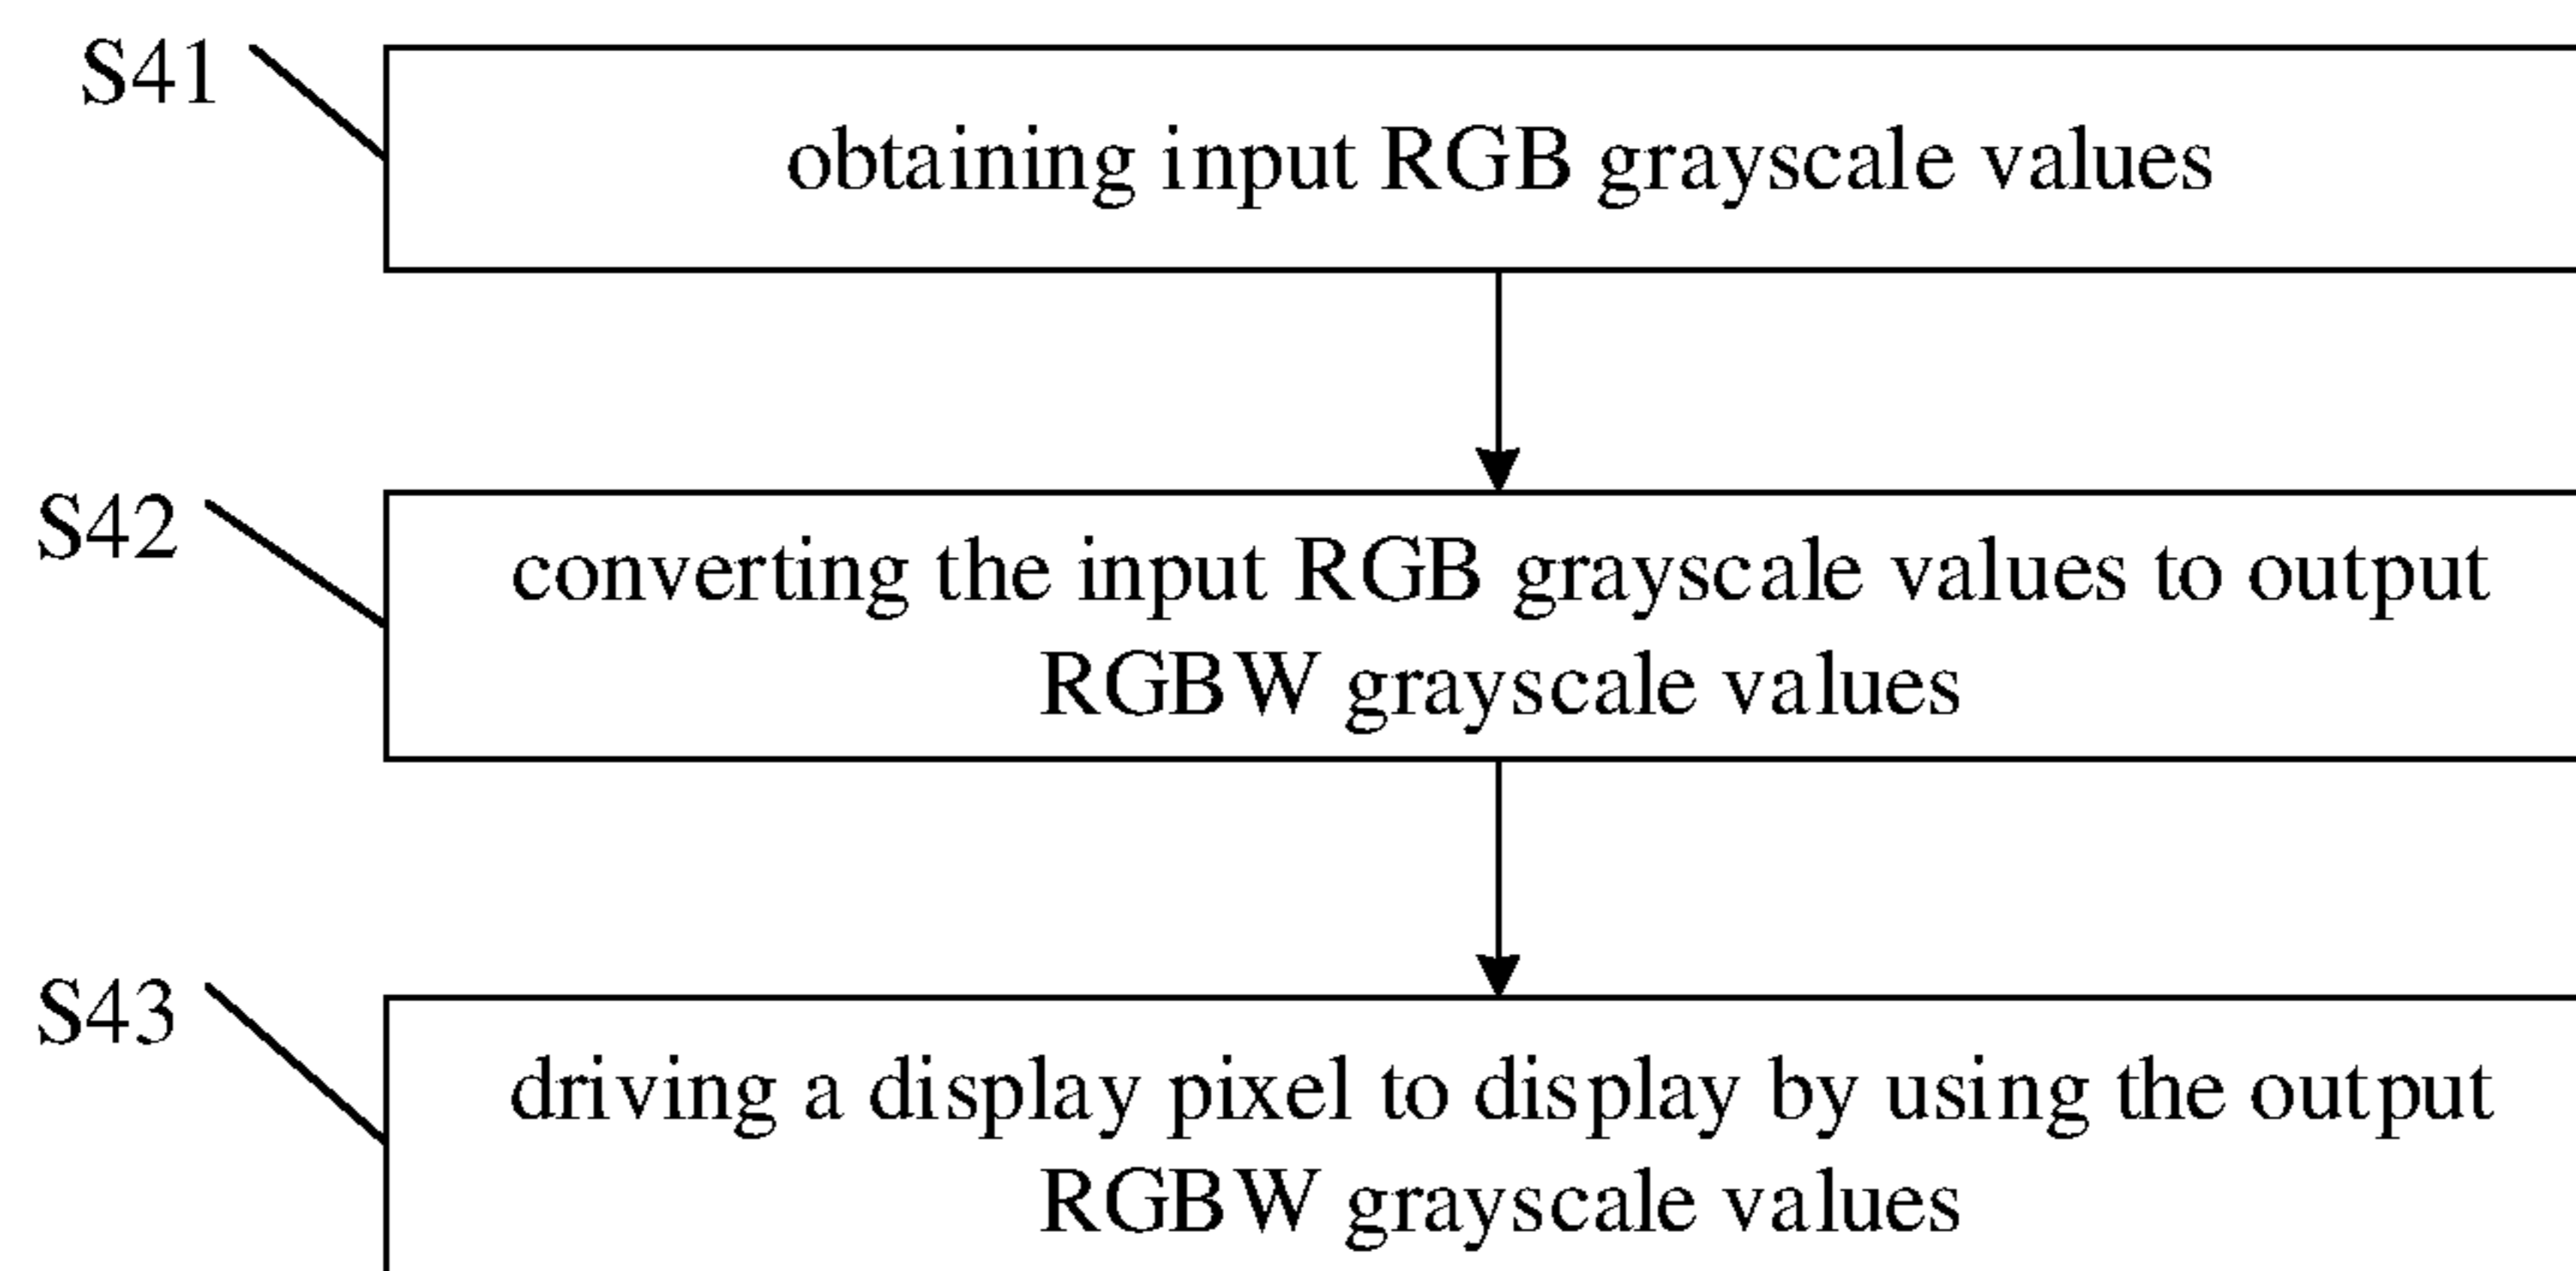 S41
obtaining input RGB grayscale values
S42
converting the input RGB grayscale values to output
RGBW grayscale values
S43
driving a display pixel to display by using the output
RGBW grayscale values